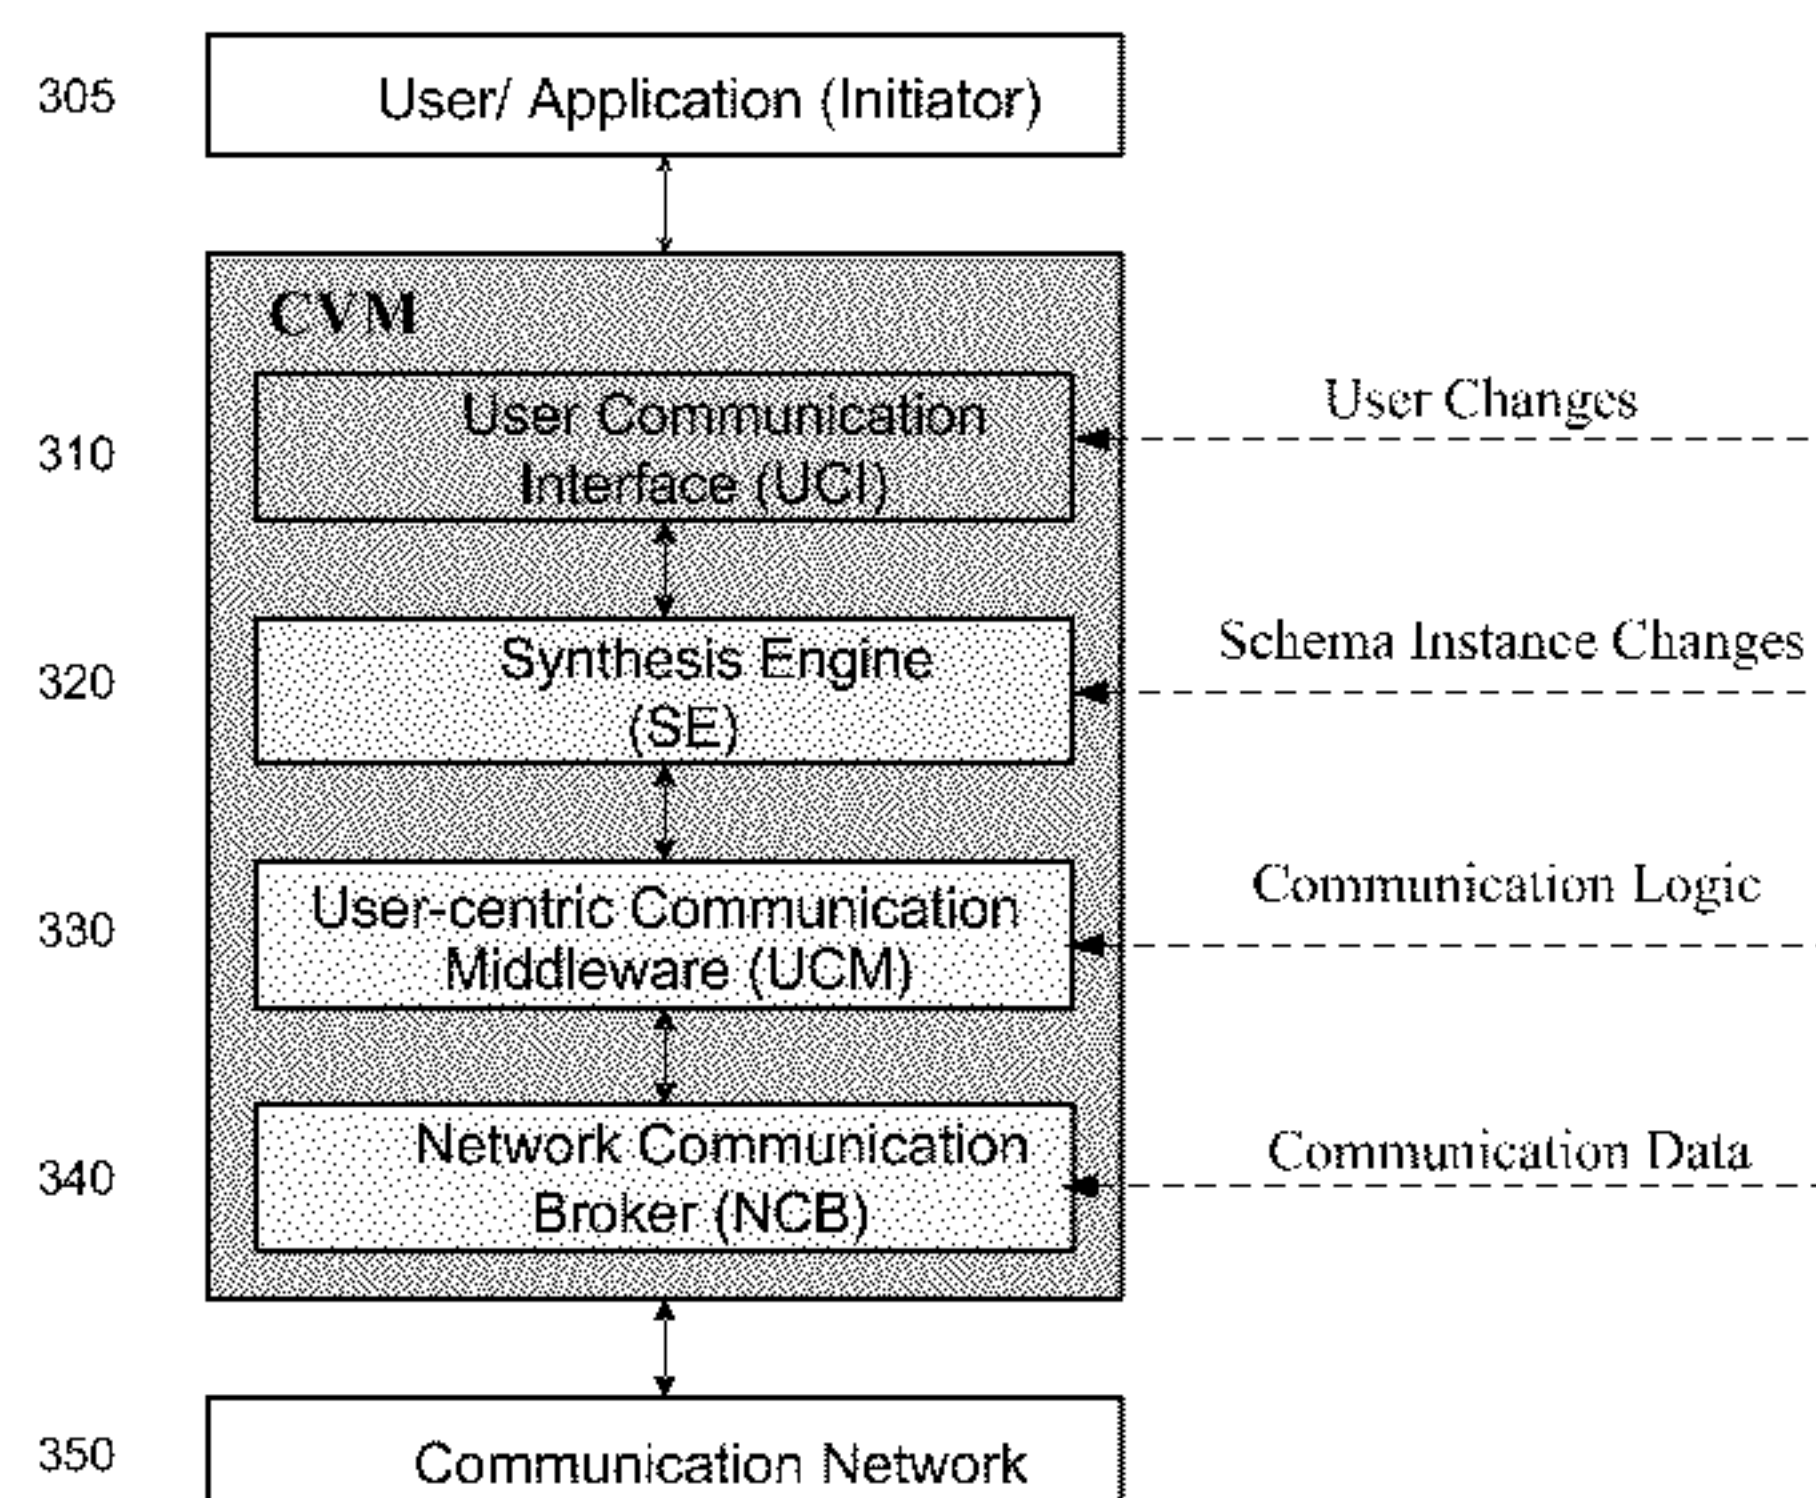 305
User/ Application (Initiator)
CVM
310
User Communication
Interface (UCI)
User Changes
320
Synthesis Engine
(SE)
Schema Instance Changes
330
User-centric Communication
Middleware (UCM)
Communication Logic
340
Network Communication
Broker (NCB)
Communication Data
350
Communication Network